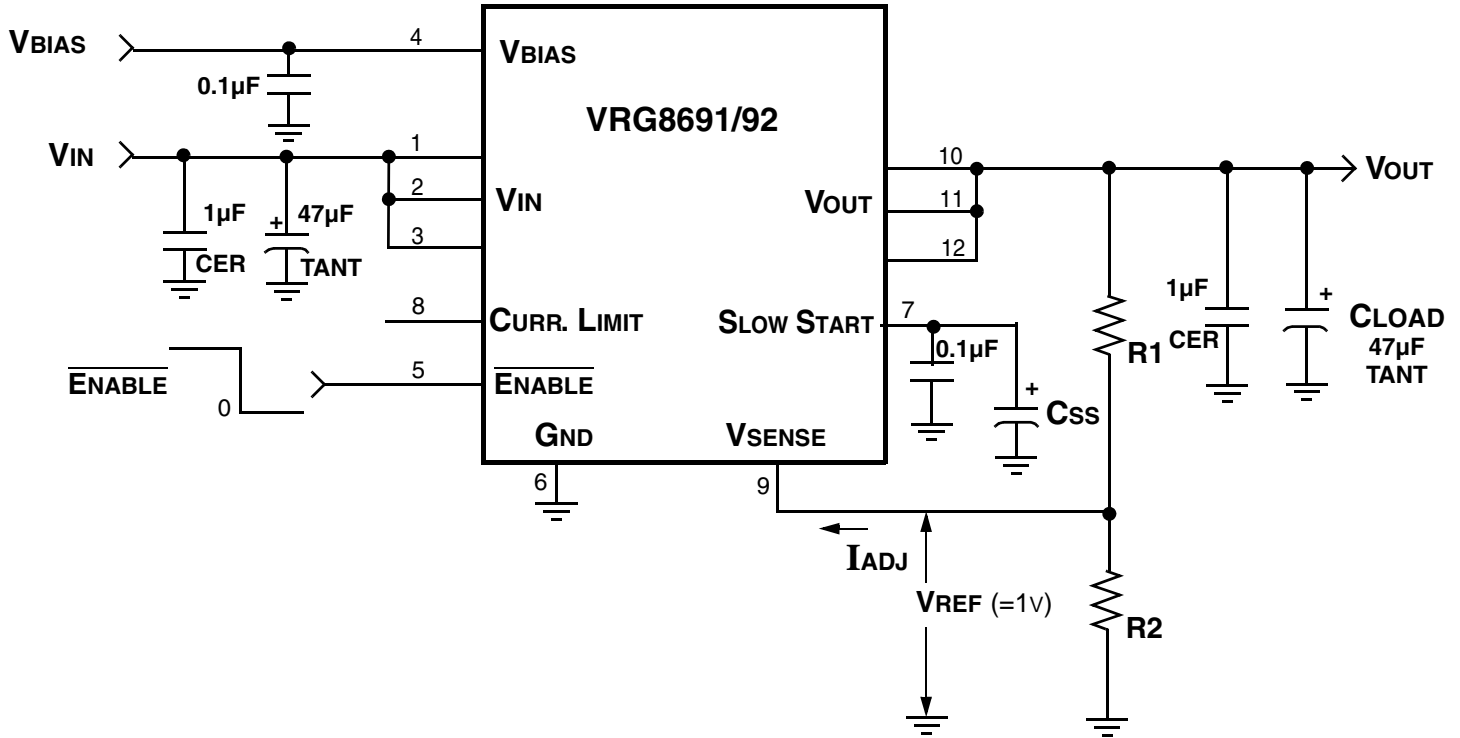 VBIAS
4
VBIAS
0.1µF
VRG8691/92
VIN
1
2
3
VIN
1µF
CER
47µF
+
TANT
10
11
12
VOUT
VOUT
8
CURR. LIMIT
SLOW START
7
0.1µF
+
CSS
R1
1µF
CER
+
CLOAD
47µF
TANT
ENABLE
0
5
ENABLE
GND
6
VSENSE
9
IADJ
VREF (=1V)
R2